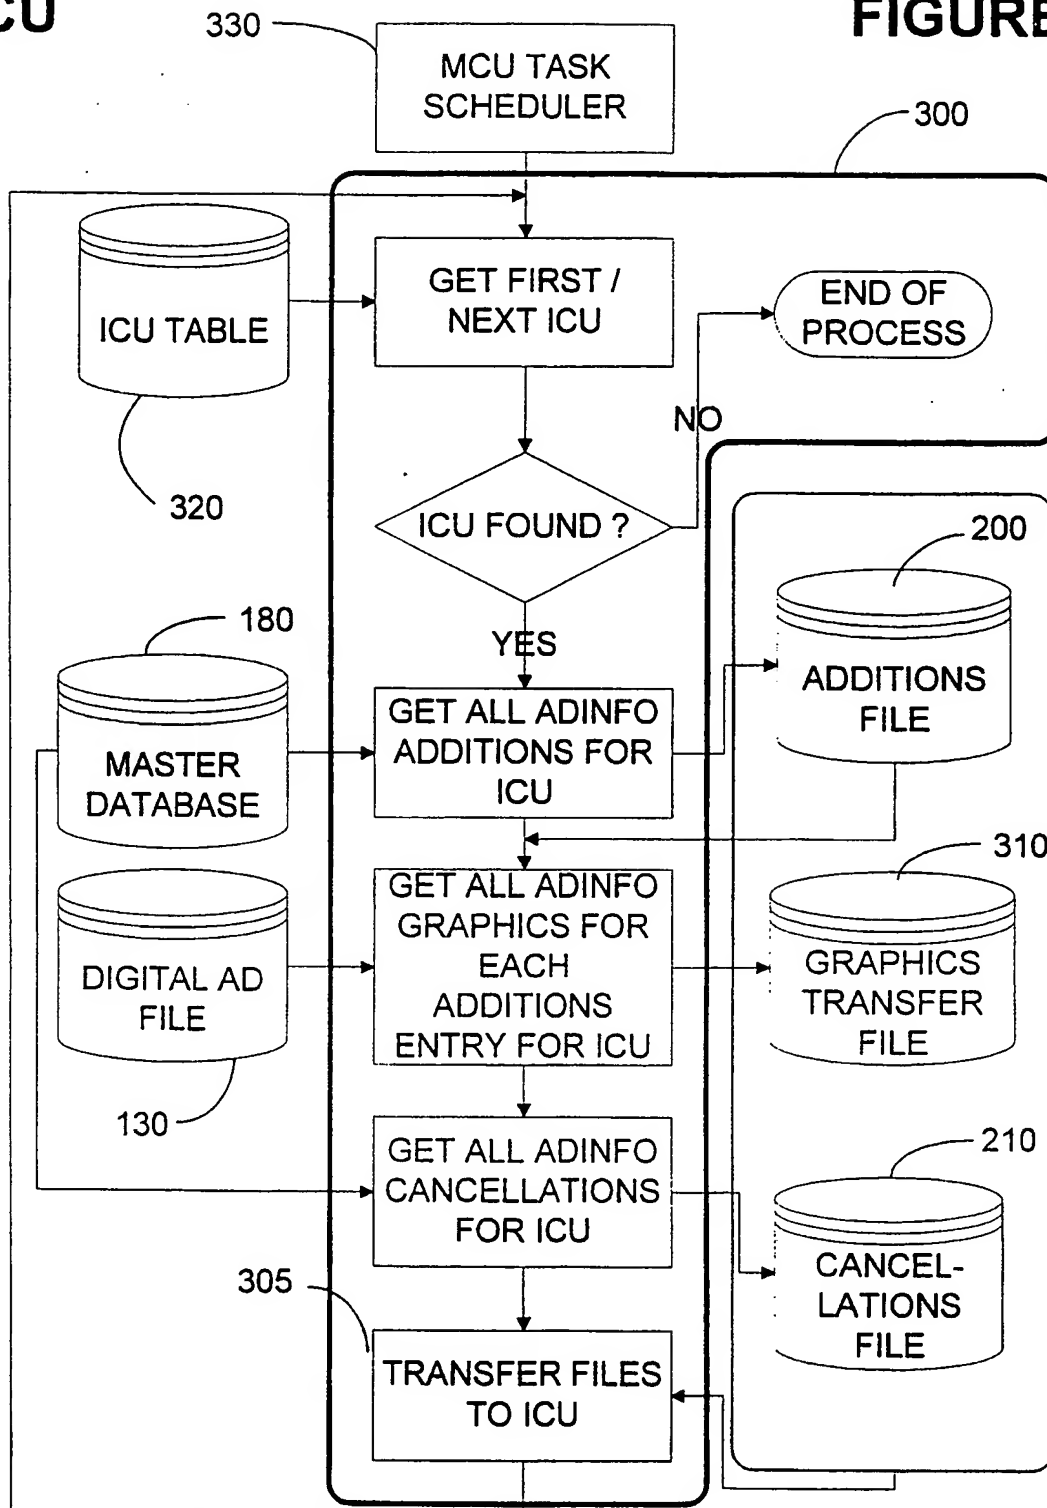 CU
FIGURE
330
MCU TASK
SCHEDULER
300
GET FIRST /
NEXT ICU
END OF
PROCESS
ICU TABLE
NO
320
ICU FOUND ?
200
180
YES
ADDITIONS
FILE
GET ALL ADINFO
ADDITIONS FOR
ICU
MASTER
DATABASE
310
GET ALL ADINFO
GRAPHICS FOR
EACH
ADDITIONS
ENTRY FOR ICU
DIGITAL AD
FILE
GRAPHICS
TRANSFER
FILE
130
210
GET ALL ADINFO
CANCELLATIONS
FOR ICU
CANCEL-
LATIONS
FILE
305
TRANSFER FILES
TO ICU